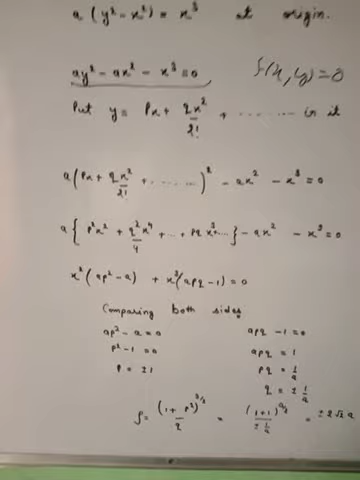 a (y² - x²) = x³ at origin.
ay² - ax² - x³ = 0 f(x, y) = 0
Put y = Px + qx²/2! + ........ in it
a(Px + qx²/2! + ......)² - ax² - x³ = 0
a{P²x² + q²x⁴/4 + ... + Pq x³+...} - ax² - x³ = 0
x²(aP² - a) + x³(aPq - 1) = 0
Comparing both sides
aP² - a = 0 aPq - 1 = 0
P² - 1 = 0 aPq = 1
P = ±1 Pq = 1/a
q = ± 1/a
ρ = (1 + P²)^3/2 / q = (1+1)^3/2 / ± 1/a = ± 2√2 a